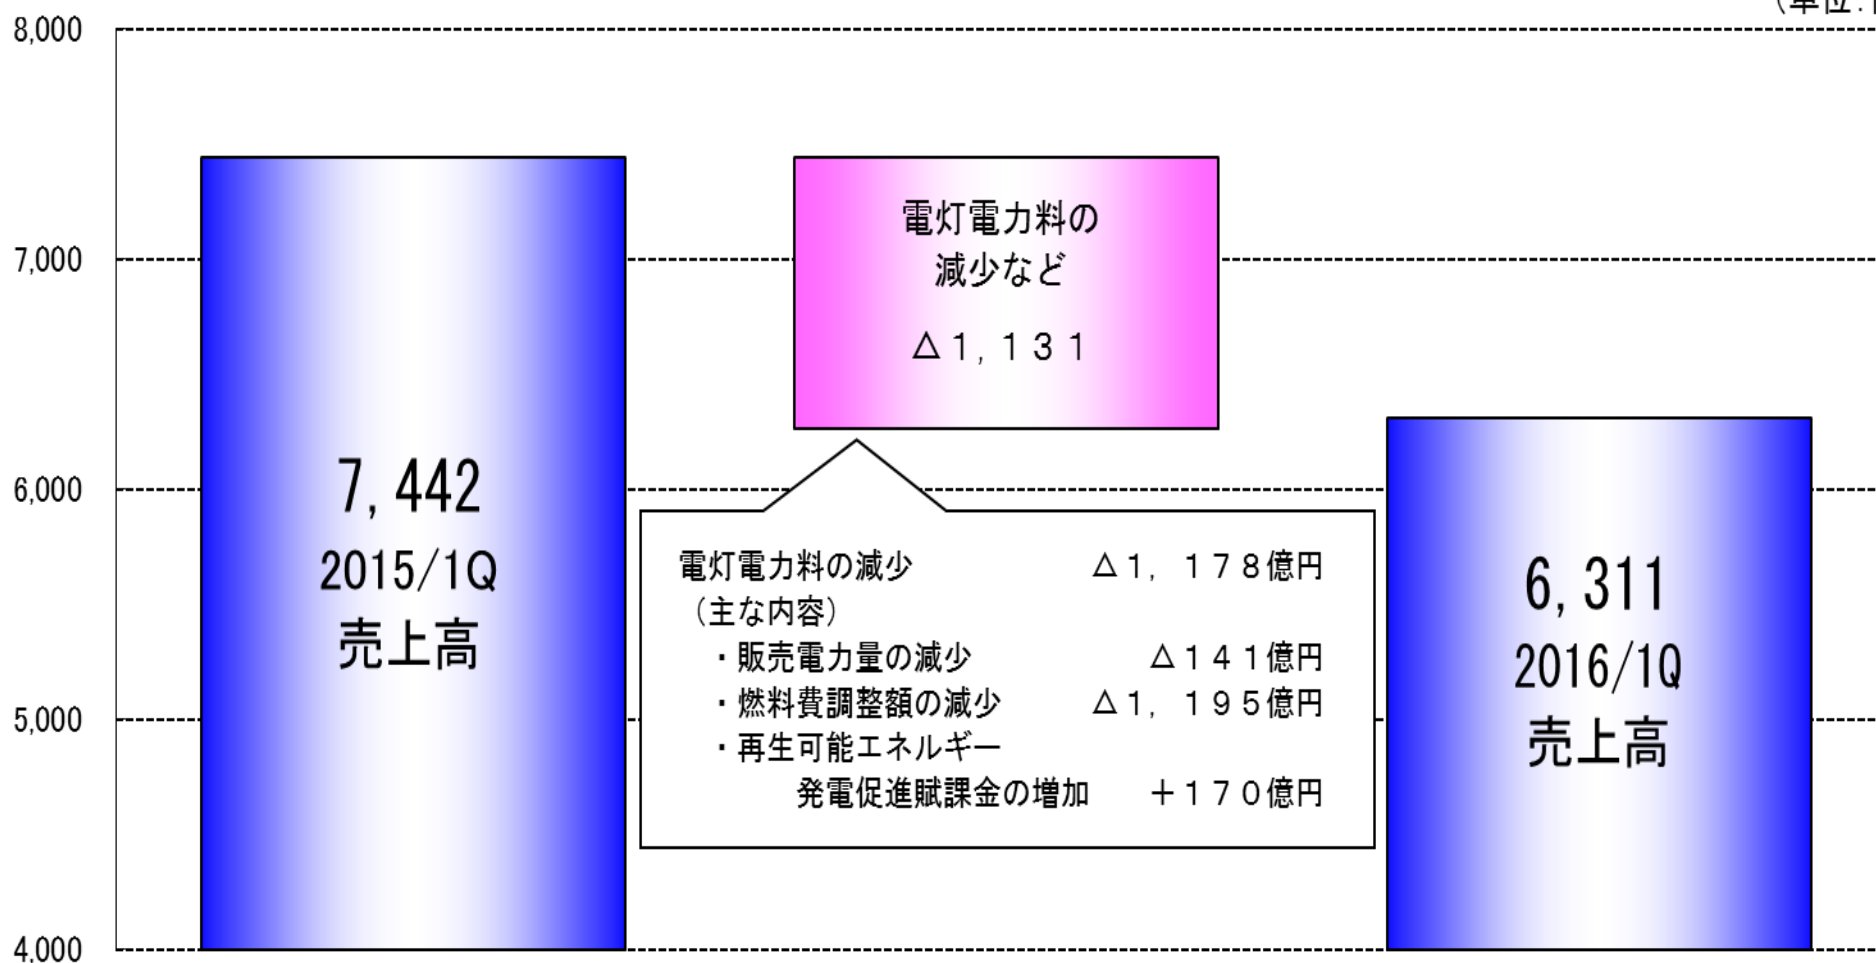 8,000
7,000
6,000
5,000
4,000
7,442
2015/1Q
売上高
電灯電力料の
減少など
△1,131
電灯電力料の減少 △1,178億円
(主な内容)
・販売電力量の減少 △141億円
・燃料費調整額の減少 △1,195億円
・再生可能エネルギー
発電促進賦課金の増加 +170億円
6,311
2016/1Q
売上高